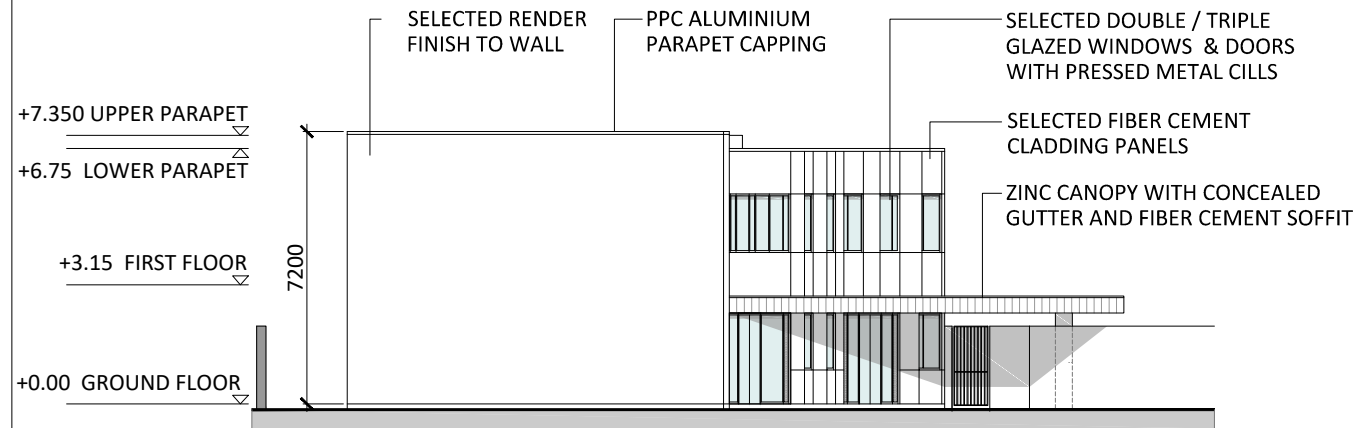 SELECTED RENDER
FINISH TO WALL
PPC ALUMINIUM
PARAPET CAPPING
SELECTED DOUBLE / TRIPLE
GLAZED WINDOWS & DOORS
WITH PRESSED METAL CILLS
+7.350 UPPER PARAPET
+6.75 LOWER PARAPET
SELECTED FIBER CEMENT
CLADDING PANELS
ZINC CANOPY WITH CONCEALED
GUTTER AND FIBER CEMENT SOFFIT
+3.15 FIRST FLOOR
7200
+0.00 GROUND FLOOR